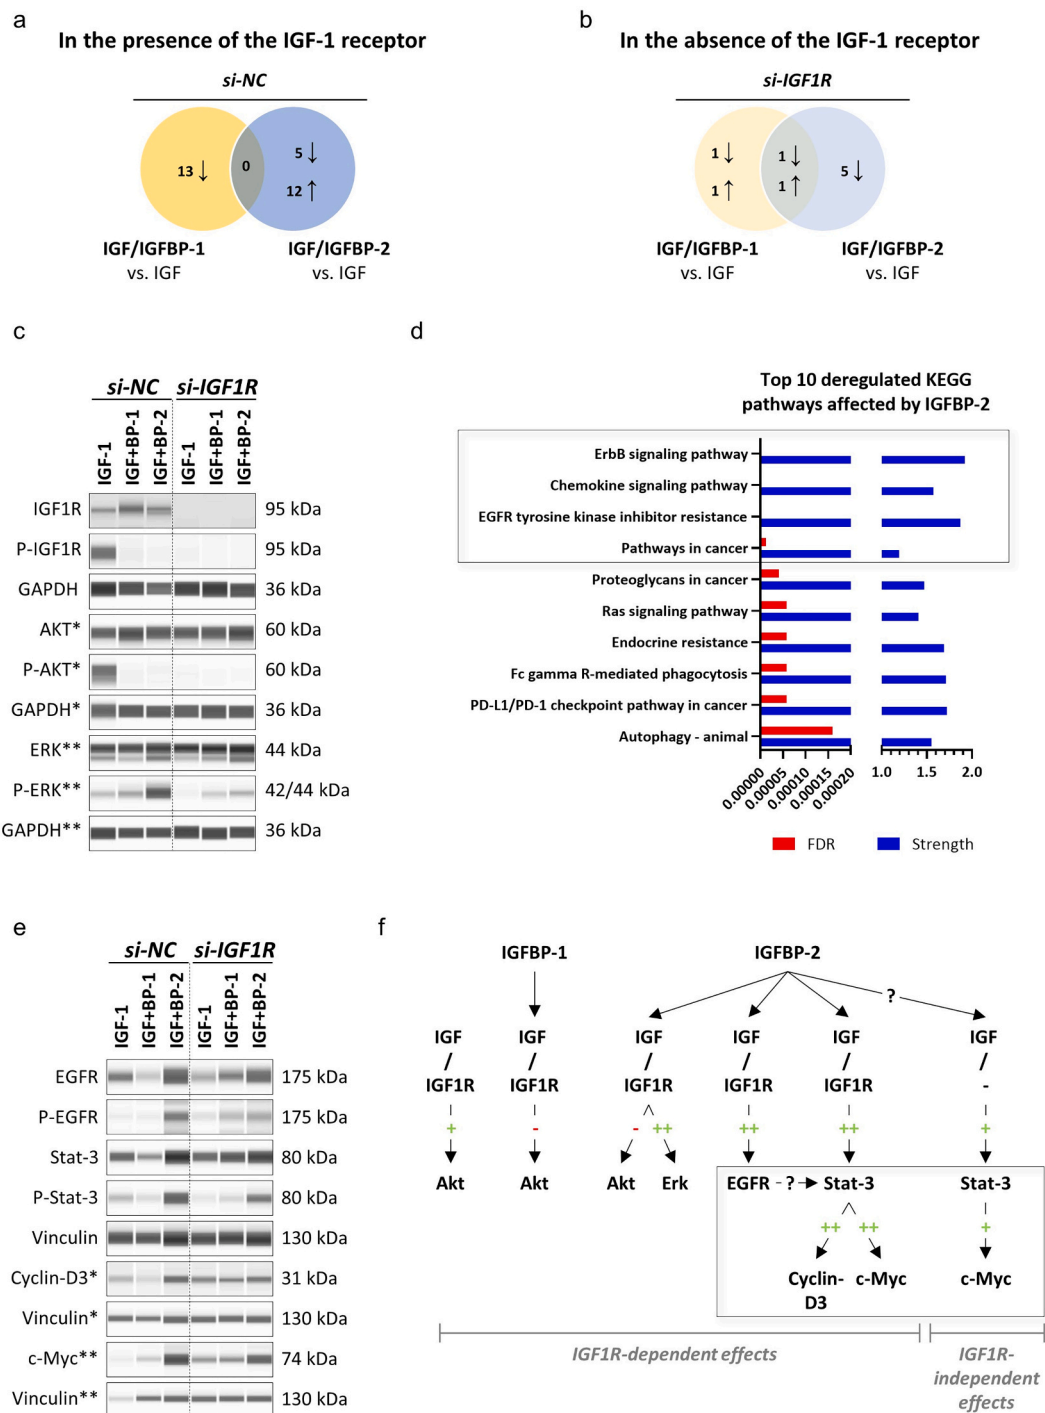 a
In the presence of the IGF-1 receptor
si-NC
13 ↓
0
5 ↓
12 ↑
IGF/IGFBP-1
vs. IGF
IGF/IGFBP-2
vs. IGF
b
In the absence of the IGF-1 receptor
si-IGF1R
1 ↓
1 ↑
1 ↓
1 ↑
5 ↓
IGF/IGFBP-1
vs. IGF
IGF/IGFBP-2
vs. IGF
c
si-NC si-IGF1R
IGF-1
IGF+BP-1
IGF+BP-2
IGF-1
IGF+BP-1
IGF+BP-2
IGF1R 95 kDa
P-IGF1R 95 kDa
GAPDH 36 kDa
AKT* 60 kDa
P-AKT* 60 kDa
GAPDH* 36 kDa
ERK** 44 kDa
P-ERK** 42/44 kDa
GAPDH** 36 kDa
d
Top 10 deregulated KEGG
pathways affected by IGFBP-2
ErbB signaling pathway
Chemokine signaling pathway
EGFR tyrosine kinase inhibitor resistance
Pathways in cancer
Proteoglycans in cancer
Ras signaling pathway
Endocrine resistance
Fc gamma R-mediated phagocytosis
PD-L1/PD-1 checkpoint pathway in cancer
Autophagy - animal
0.00000
0.00005
0.00010
0.00015
0.00020
1.0 1.5 2.0
FDR Strength
e
si-NC si-IGF1R
IGF-1
IGF+BP-1
IGF+BP-2
IGF-1
IGF+BP-1
IGF+BP-2
EGFR 175 kDa
P-EGFR 175 kDa
Stat-3 80 kDa
P-Stat-3 80 kDa
Vinculin 130 kDa
Cyclin-D3* 31 kDa
Vinculin* 130 kDa
c-Myc** 74 kDa
Vinculin** 130 kDa
f
IGFBP-1 IGFBP-2
?
IGF IGF IGF IGF IGF IGF
/ / / / / /
IGF1R IGF1R IGF1R IGF1R IGF1R -
+ - - ++ ++ ++ +
Akt Akt Akt Erk EGFR - ? → Stat-3 Stat-3
++ ++ +
Cyclin-
D3
c-Myc c-Myc
IGF1R-dependent effects
IGF1R-
independent
effects